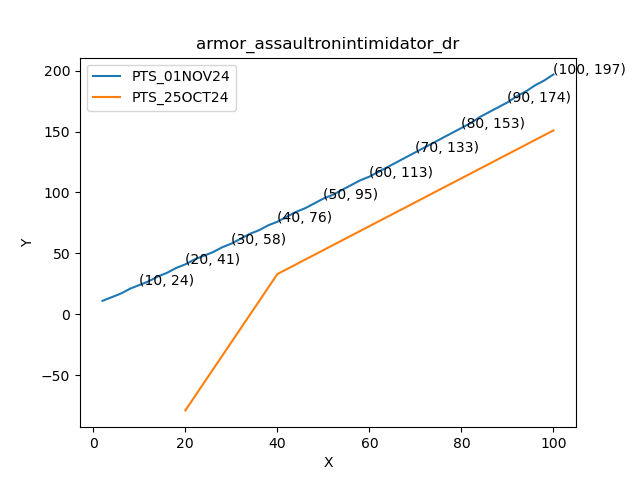 armor_assaultronintimidator_dr
PTS_01NOV24
PTS_25OCT24
200
150
100
50
0
−50
Y
(100, 197)
(90, 174)
(80, 153)
(70, 133)
(60, 113)
(50, 95)
(40, 76)
(30, 58)
(20, 41)
(10, 24)
0 20 40 60 80 100
X